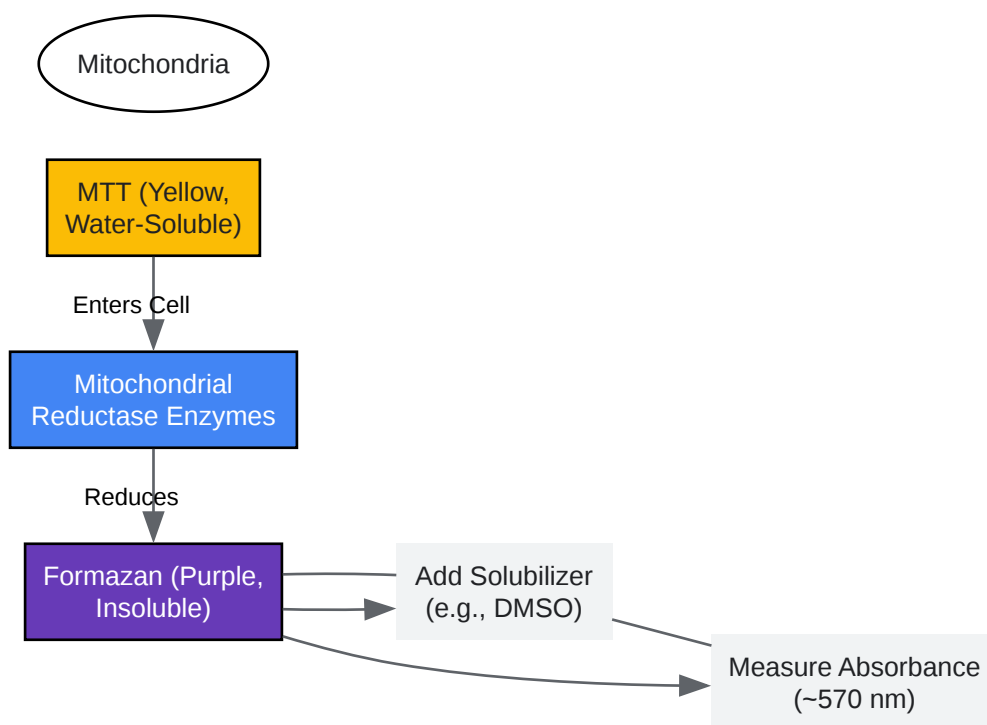 Mitochondria
MTT (Yellow,
Water-Soluble)
Enters Cell
Mitochondrial
Reductase Enzymes
Reduces
Formazan (Purple,
Insoluble)
Add Solubilizer
(e.g., DMSO)
Measure Absorbance
(~570 nm)